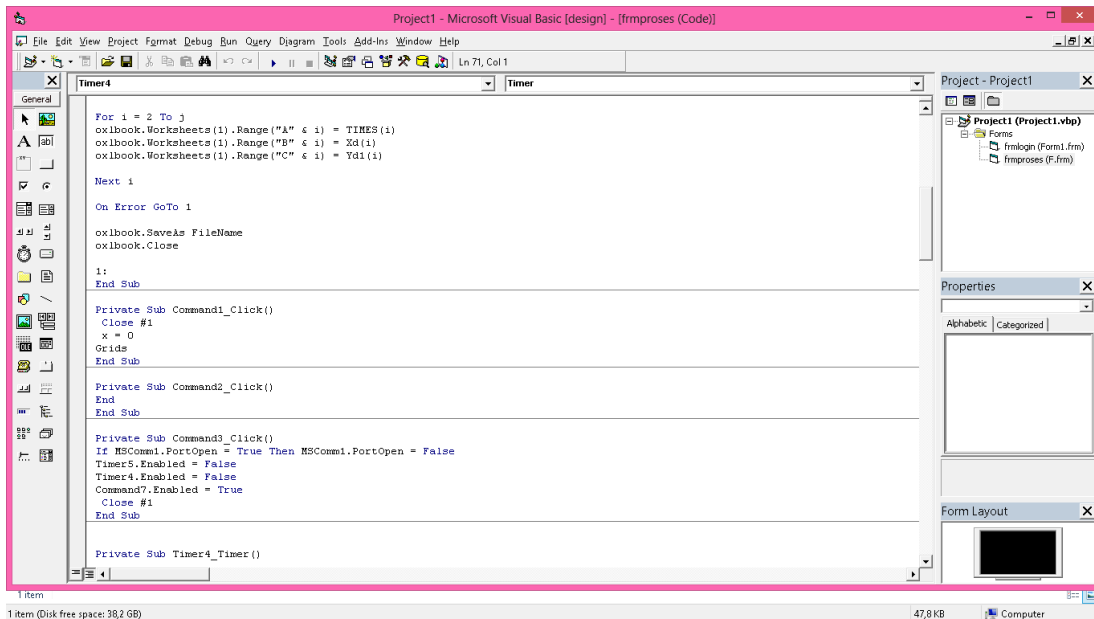 Project1 - Microsoft Visual Basic [design] - [frmproses (Code)]
File Edit View Project Format Debug Run Query Diagram Tools Add-Ins Window Help
Ln 71, Col 1
General
Timer4
Timer
For i = 2 To j
oxlbook.Worksheets(1).Range("A" & i) = TIMES(i)
oxlbook.Worksheets(1).Range("B" & i) = Xd(i)
oxlbook.Worksheets(1).Range("C" & i) = Yd1(i)
Next i
On Error GoTo 1
oxlbook.SaveAs FileName
oxlbook.Close
1:
End Sub
Private Sub Command1_Click()
Close #1
x = 0
Grids
End Sub
Private Sub Command2_Click()
End
End Sub
Private Sub Command3_Click()
If MSComm1.PortOpen = True Then MSComm1.PortOpen = False
Timer5.Enabled = False
Timer4.Enabled = False
Command7.Enabled = True
Close #1
End Sub
Private Sub Timer4_Timer()
Project - Project1
Project1 (Project1.vbp)
Forms
frmlogin (Form1.frm)
frmproses (F.frm)
Properties
Alphabetic Categorized
Form Layout
1 item
1 item (Disk free space: 38,2 GB)
47,8 KB
Computer